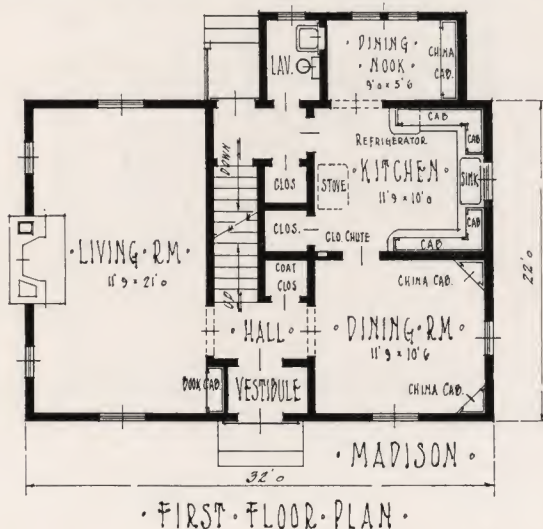 LAV.
· DINING ·
NOOK
9'0 × 5'6
CHINA
CAB.
CAB
CAB
REFRIGERATOR
STOVE
· KITCHEN ·
11'9 × 10'0
SINK
CAB
CAB
DOWN
CLOS
CLOS.
CLO. CHUTE
COAT
CLOS
UP
· LIVING · RM ·
11'9 × 21'0
· HALL ·
· DINING · RM ·
11'9 × 10'6
CHINA CAB.
CHINA CAB.
BOOK CAB.
VESTIBULE
22'0
· MADISON ·
32'0
· FIRST · FLOOR · PLAN ·